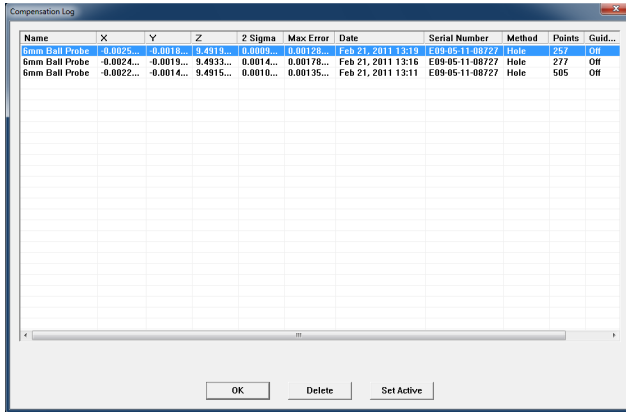 Compensation Log
Name X Y Z 2 Sigma Max Error Date Serial Number Method Points Guid...
6mm Ball Probe -0.0025... -0.0018... 9.4919... 0.0009... 0.00128... Feb 21, 2011 13:19 E09-05-11-08727 Hole 257 Off
6mm Ball Probe -0.0024... -0.0019... 9.4933... 0.0014... 0.00178... Feb 21, 2011 13:16 E09-05-11-08727 Hole 277 Off
6mm Ball Probe -0.0022... -0.0014... 9.4915... 0.0010... 0.00135... Feb 21, 2011 13:11 E09-05-11-08727 Hole 505 Off
OK Delete Set Active